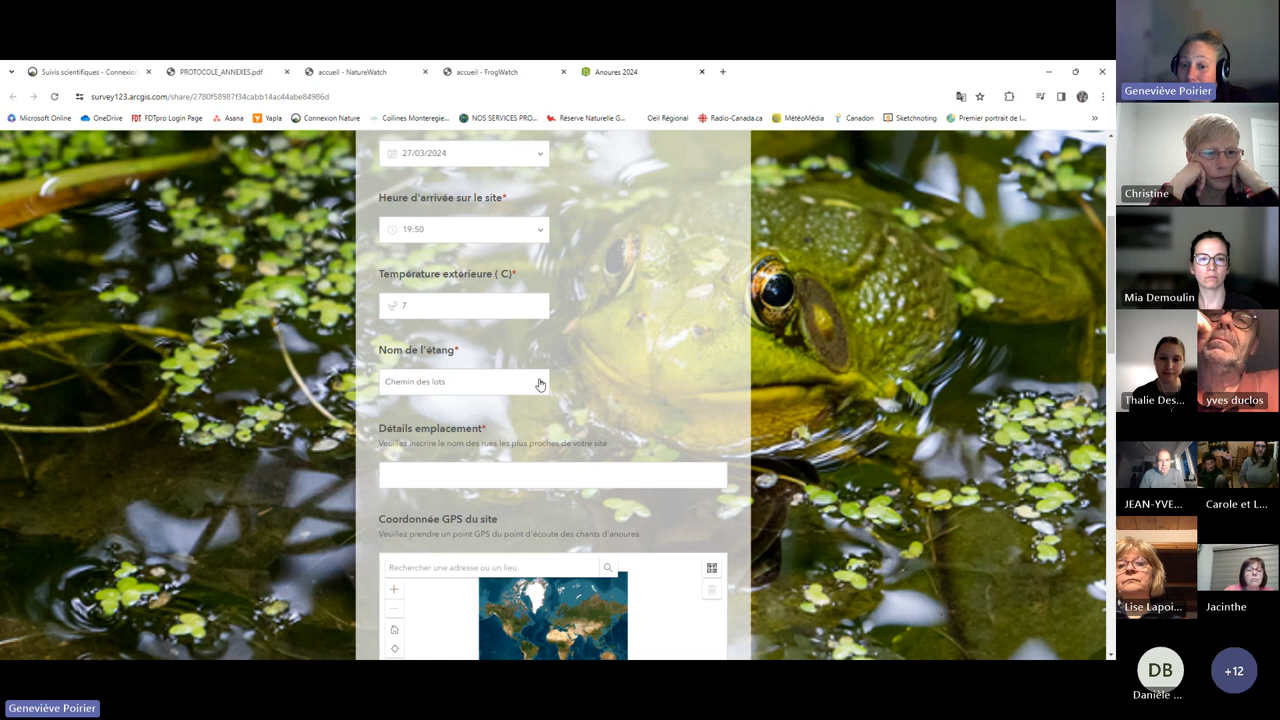 Suivis scientifiques - Connexion
PROTOCOLE_ANNEXES.pdf
accueil - NatureWatch
accueil - FrogWatch
Anoures 2024
survey123.arcgis.com/share/2780f58987f34cabb14ac44abe84986d
Microsoft Online
OneDrive
FDT FDTpro Login Page
Asana
Yapla
Connexion Nature
Collines Monteregie...
NOS SERVICES PRO...
Réserve Naturelle G...
Oeil Régional
Radio-Canada.ca
MétéoMédia
Canadon
Sketchnoting
Premier portrait de l...
27/03/2024
Heure d'arrivée sur le site*
19:50
Température extérieure ( C)*
7
Nom de l'étang*
Chemin des lots
Détails emplacement*
Veuillez inscrire le nom des rues les plus proches de votre site
Coordonnée GPS du site
Veuillez prendre un point GPS du point d'écoute des chants d'anoures.
Rechercher une adresse ou un lieu
Geneviève Poirier
Christine
Mia Demoulin
Thalie Des...
yves duclos
JEAN-YVE...
Carole et L...
Lise Lapoi...
Jacinthe
DB
+12
Danièle ...
Geneviève Poirier